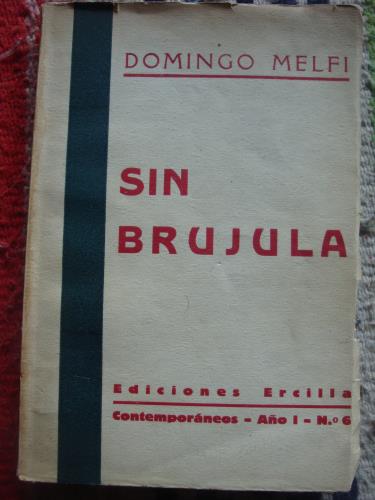 DOMINGO MELFI
SIN
BRUJULA
Ediciones Ercilla
Contemporáneos - Año I - N.º 6